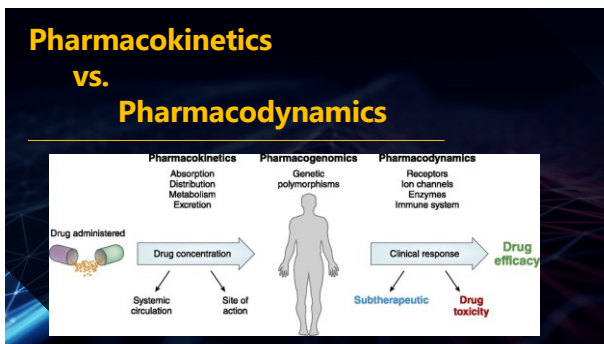 Pharmacokinetics
vs.
Pharmacodynamics
Pharmacokinetics
Absorption
Distribution
Metabolism
Excretion
Pharmacogenomics
Genetic
polymorphisms
Pharmacodynamics
Receptors
Ion channels
Enzymes
Immune system
Drug administered
Drug concentration
Clinical response
Drug
efficacy
Systemic
circulation
Site of
action
Subtherapeutic
Drug
toxicity